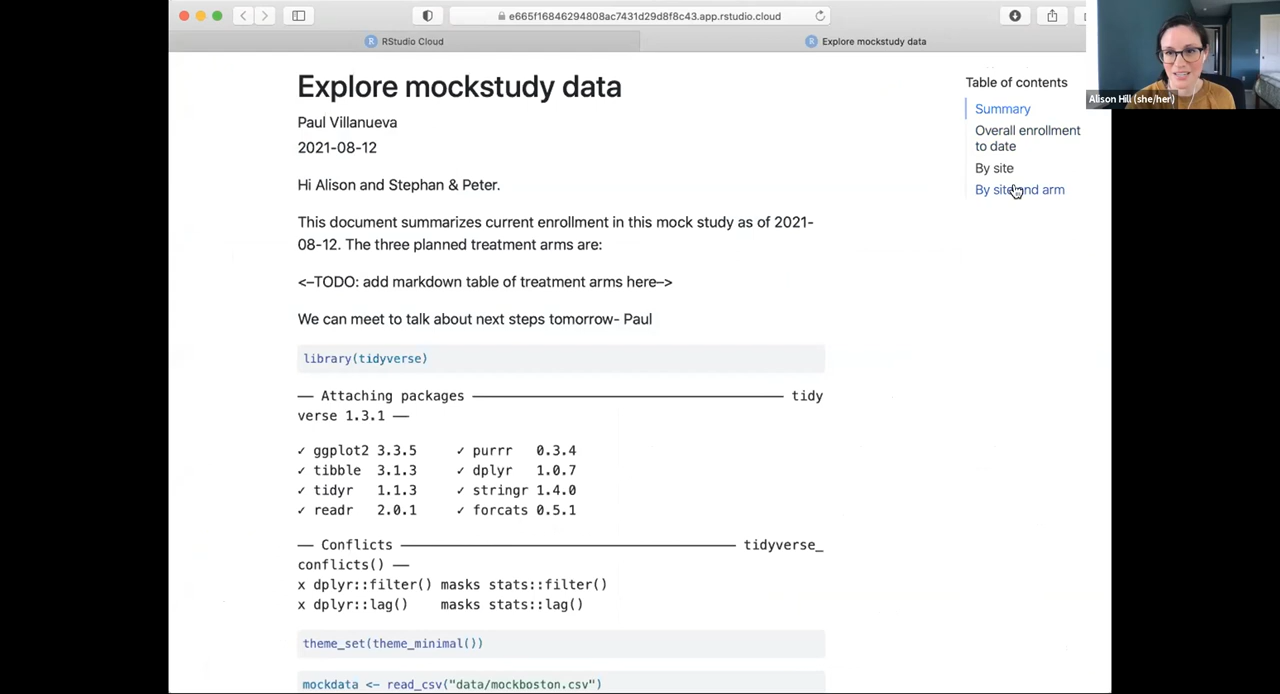 e665f16846294808ac7431d29d8f8c43.app.rstudio.cloud
RStudio Cloud
Explore mockstudy data
Alison Hill (she/her)
Explore mockstudy data
Paul Villanueva
2021-08-12
Hi Alison and Stephan & Peter.
This document summarizes current enrollment in this mock study as of 2021-
08-12. The three planned treatment arms are:
<–TODO: add markdown table of treatment arms here–>
We can meet to talk about next steps tomorrow- Paul
library(tidyverse)
── Attaching packages ─────────────────────────────── tidy
verse 1.3.1 ──
✓ ggplot2 3.3.5     ✓ purrr   0.3.4
✓ tibble  3.1.3     ✓ dplyr   1.0.7
✓ tidyr   1.1.3     ✓ stringr 1.4.0
✓ readr   2.0.1     ✓ forcats 0.5.1
── Conflicts ────────────────────────────────── tidyverse_
conflicts() ──
x dplyr::filter() masks stats::filter()
x dplyr::lag()    masks stats::lag()
theme_set(theme_minimal())
mockdata <- read_csv("data/mockboston.csv")
Table of contents
Summary
Overall enrollment
to date
By site
By site and arm